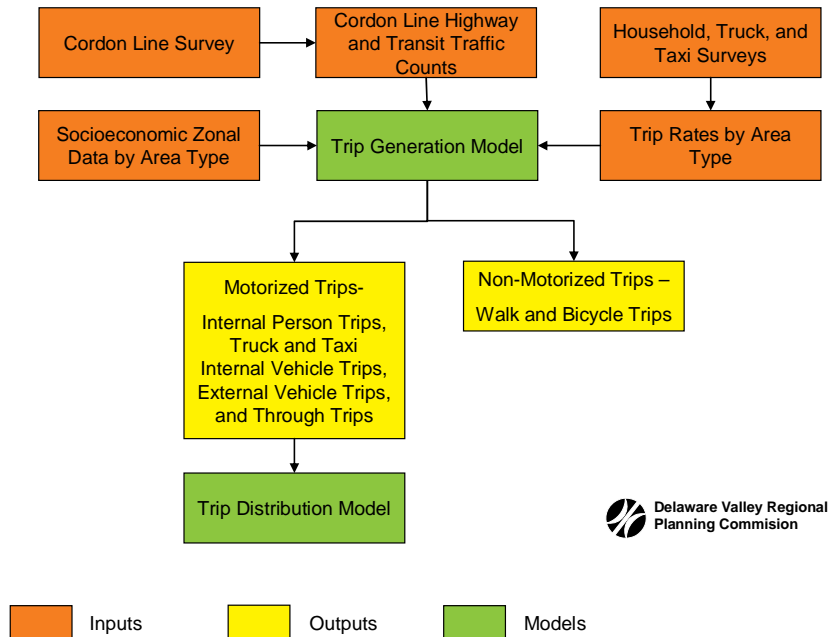 Cordon Line Survey
Cordon Line Highway
and Transit Traffic
Counts
Household, Truck, and
Taxi Surveys
Socioeconomic Zonal
Data by Area Type
Trip Generation Model
Trip Rates by Area
Type
Motorized Trips-
Internal Person Trips,
Truck and Taxi
Internal Vehicle Trips,
External Vehicle Trips,
and Through Trips
Non-Motorized Trips –
Walk and Bicycle Trips
Trip Distribution Model
Delaware Valley Regional
Planning Commision
Inputs
Outputs
Models